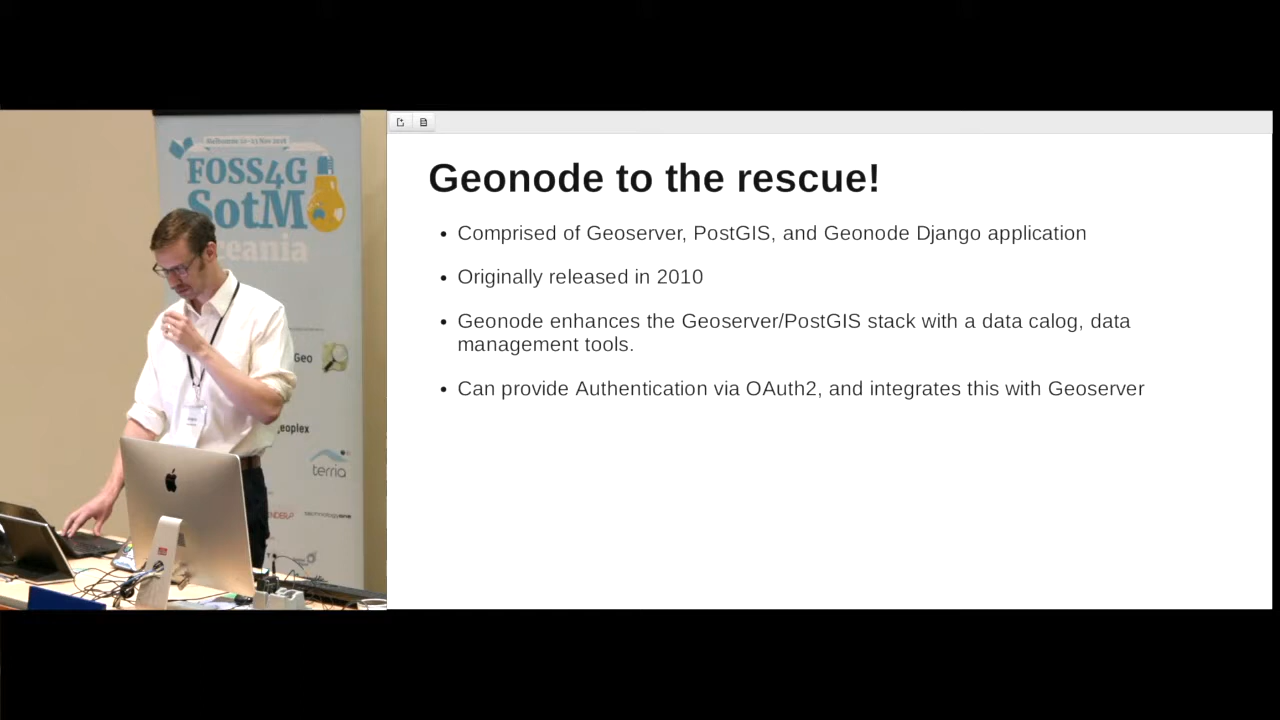 FOSS4G
SotM
Oceania
Geo
geoplex
terria
Geonode to the rescue!
Comprised of Geoserver, PostGIS, and Geonode Django application
Originally released in 2010
Geonode enhances the Geoserver/PostGIS stack with a data calog, data
management tools.
Can provide Authentication via OAuth2, and integrates this with Geoserver